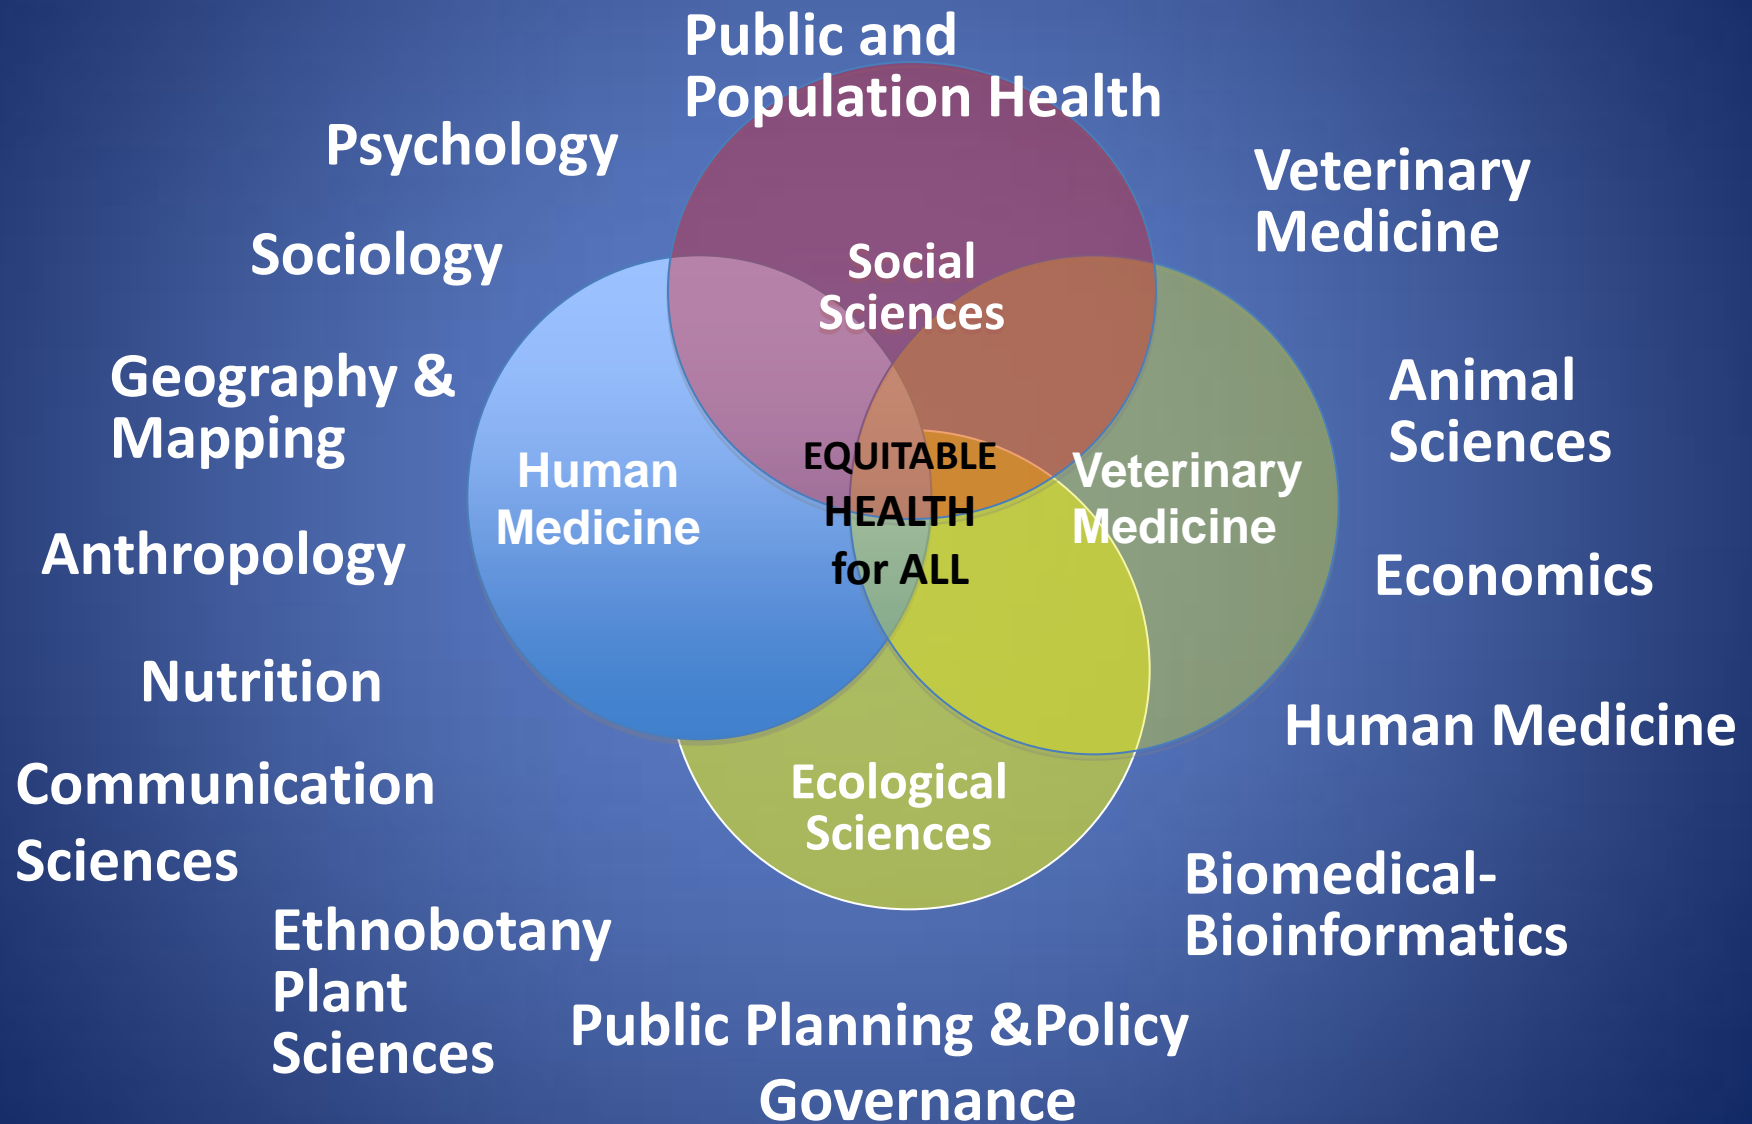 Public and
Population Health
Psychology
Veterinary
Medicine
Sociology
Social
Sciences
Geography &
Mapping
Animal
Sciences
Human
Medicine
EQUITABLE
HEALTH
for ALL
Veterinary
Medicine
Anthropology
Economics
Nutrition
Human Medicine
Communication
Sciences
Ecological
Sciences
Biomedical-
Bioinformatics
Ethnobotany
Plant
Sciences
Public Planning &Policy
Governance